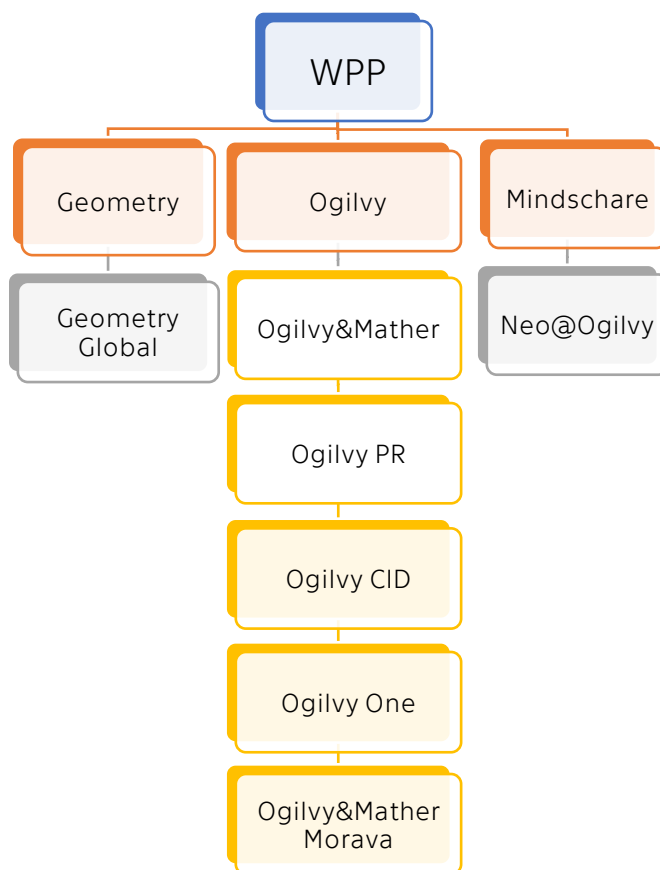 WPP
Geometry
Ogilvy
Mindschare
Geometry
Global
Ogilvy&Mather
Neo@Ogilvy
Ogilvy PR
Ogilvy CID
Ogilvy One
Ogilvy&Mather
Morava